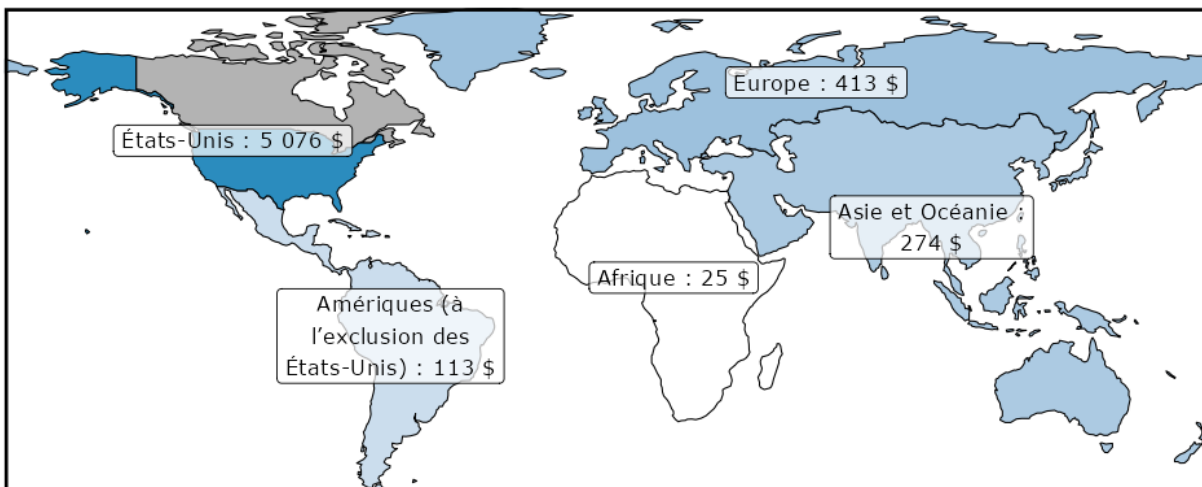 Europe : 413 $
États-Unis : 5 076 $
Asie et Océanie :
274 $
Afrique : 25 $
Amériques (à
l’exclusion des
États-Unis) : 113 $